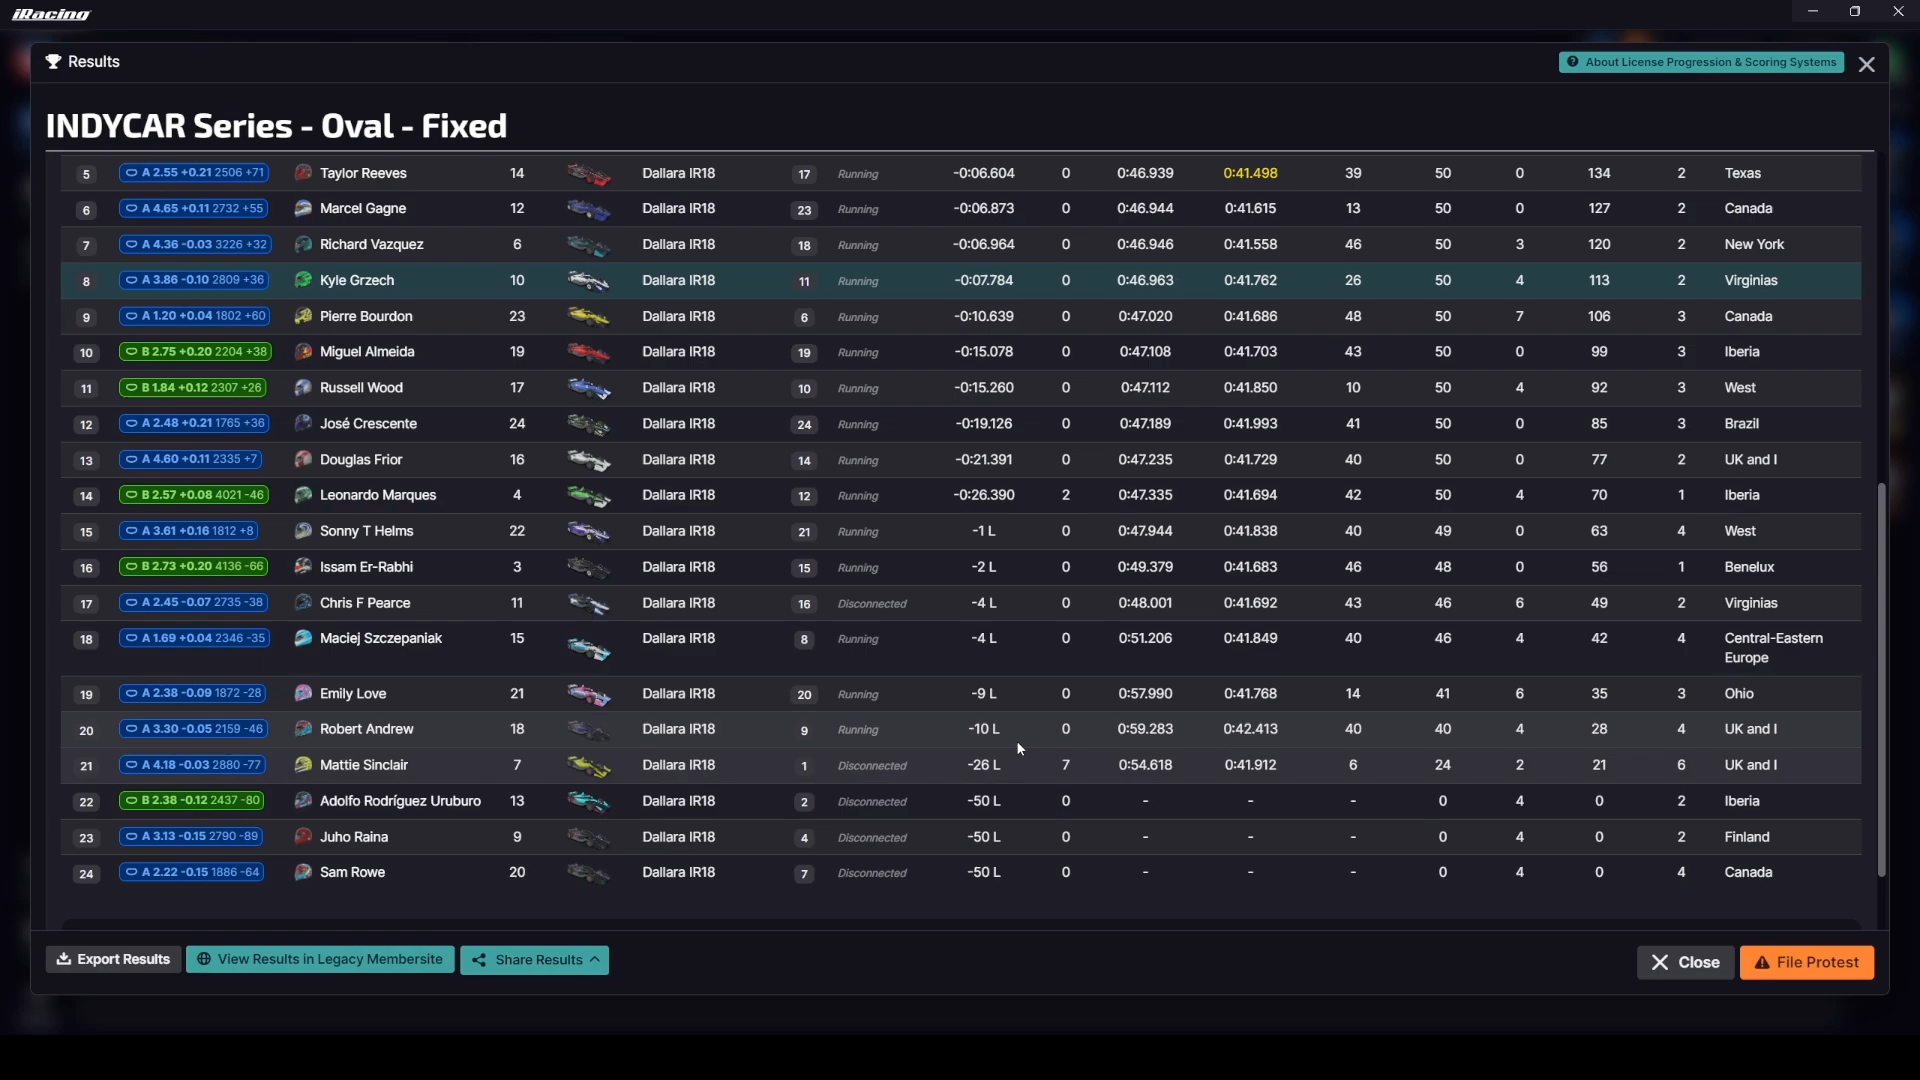 iRacing
Results
About License Progression & Scoring Systems
INDYCAR Series - Oval - Fixed
5 A 2.55 +0.21 2506 +71 Taylor Reeves 14 Dallara IR18 17 Running -0:06.604 0 0:46.939 0:41.498 39 50 0 134 2 Texas
6 A 4.65 +0.11 2732 +55 Marcel Gagne 12 Dallara IR18 23 Running -0:06.873 0 0:46.944 0:41.615 13 50 0 127 2 Canada
7 A 4.36 -0.03 3226 +32 Richard Vazquez 6 Dallara IR18 18 Running -0:06.964 0 0:46.946 0:41.558 46 50 3 120 2 New York
8 A 3.86 -0.10 2809 +36 Kyle Grzech 10 Dallara IR18 11 Running -0:07.784 0 0:46.963 0:41.762 26 50 4 113 2 Virginias
9 A 1.20 +0.04 1802 +60 Pierre Bourdon 23 Dallara IR18 6 Running -0:10.639 0 0:47.020 0:41.686 48 50 7 106 3 Canada
10 B 2.75 +0.20 2204 +38 Miguel Almeida 19 Dallara IR18 19 Running -0:15.078 0 0:47.108 0:41.703 43 50 0 99 3 Iberia
11 B 1.84 +0.12 2307 +26 Russell Wood 17 Dallara IR18 10 Running -0:15.260 0 0:47.112 0:41.850 10 50 4 92 3 West
12 A 2.48 +0.21 1765 +36 José Crescente 24 Dallara IR18 24 Running -0:19.126 0 0:47.189 0:41.993 41 50 0 85 3 Brazil
13 A 4.60 +0.11 2335 +7 Douglas Frior 16 Dallara IR18 14 Running -0:21.391 0 0:47.235 0:41.729 40 50 0 77 2 UK and I
14 B 2.57 +0.08 4021 -46 Leonardo Marques 4 Dallara IR18 12 Running -0:26.390 2 0:47.335 0:41.694 42 50 4 70 1 Iberia
15 A 3.61 +0.16 1812 +8 Sonny T Helms 22 Dallara IR18 21 Running -1 L 0 0:47.944 0:41.838 40 49 0 63 4 West
16 B 2.73 +0.20 4136 -66 Issam Er-Rabhi 3 Dallara IR18 15 Running -2 L 0 0:49.379 0:41.683 46 48 0 56 1 Benelux
17 A 2.45 -0.07 2735 -38 Chris F Pearce 11 Dallara IR18 16 Disconnected -4 L 0 0:48.001 0:41.692 43 46 6 49 2 Virginias
18 A 1.69 +0.04 2346 -35 Maciej Szczepaniak 15 Dallara IR18 8 Running -4 L 0 0:51.206 0:41.849 40 46 4 42 4 Central-Eastern
Europe
19 A 2.38 -0.09 1872 -28 Emily Love 21 Dallara IR18 20 Running -9 L 0 0:57.990 0:41.768 14 41 6 35 3 Ohio
20 A 3.30 -0.05 2159 -46 Robert Andrew 18 Dallara IR18 9 Running -10 L 0 0:59.283 0:42.413 40 40 4 28 4 UK and I
21 A 4.18 -0.03 2880 -77 Mattie Sinclair 7 Dallara IR18 1 Disconnected -26 L 7 0:54.618 0:41.912 6 24 2 21 6 UK and I
22 B 2.38 -0.12 2437 -80 Adolfo Rodríguez Uruburo 13 Dallara IR18 2 Disconnected -50 L 0 - - - 0 4 0 2 Iberia
23 A 3.13 -0.15 2790 -89 Juho Raina 9 Dallara IR18 4 Disconnected -50 L 0 - - - 0 4 0 2 Finland
24 A 2.22 -0.15 1886 -64 Sam Rowe 20 Dallara IR18 7 Disconnected -50 L 0 - - - 0 4 0 4 Canada
Export Results View Results in Legacy Membersite Share Results Close File Protest